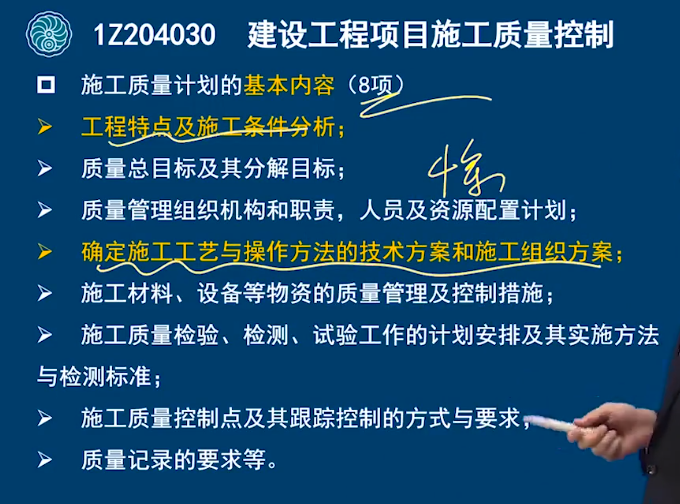 1Z204030 建设工程项目施工质量控制
施工质量计划的基本内容（8项）
工程特点及施工条件分析；
质量总目标及其分解目标；
质量管理组织机构和职责，人员及资源配置计划；
确定施工工艺与操作方法的技术方案和施工组织方案；
施工材料、设备等物资的质量管理及控制措施；
施工质量检验、检测、试验工作的计划安排及其实施方法
与检测标准；
施工质量控制点及其跟踪控制的方式与要求；
质量记录的要求等。